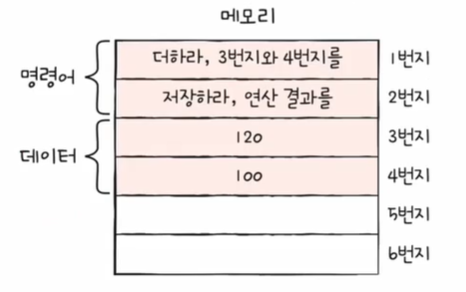 메모리
명령어
더하라, 3번지와 4번지를 1번지
저장하라, 연산 결과를 2번지
데이터
120 3번지
100 4번지
5번지
6번지